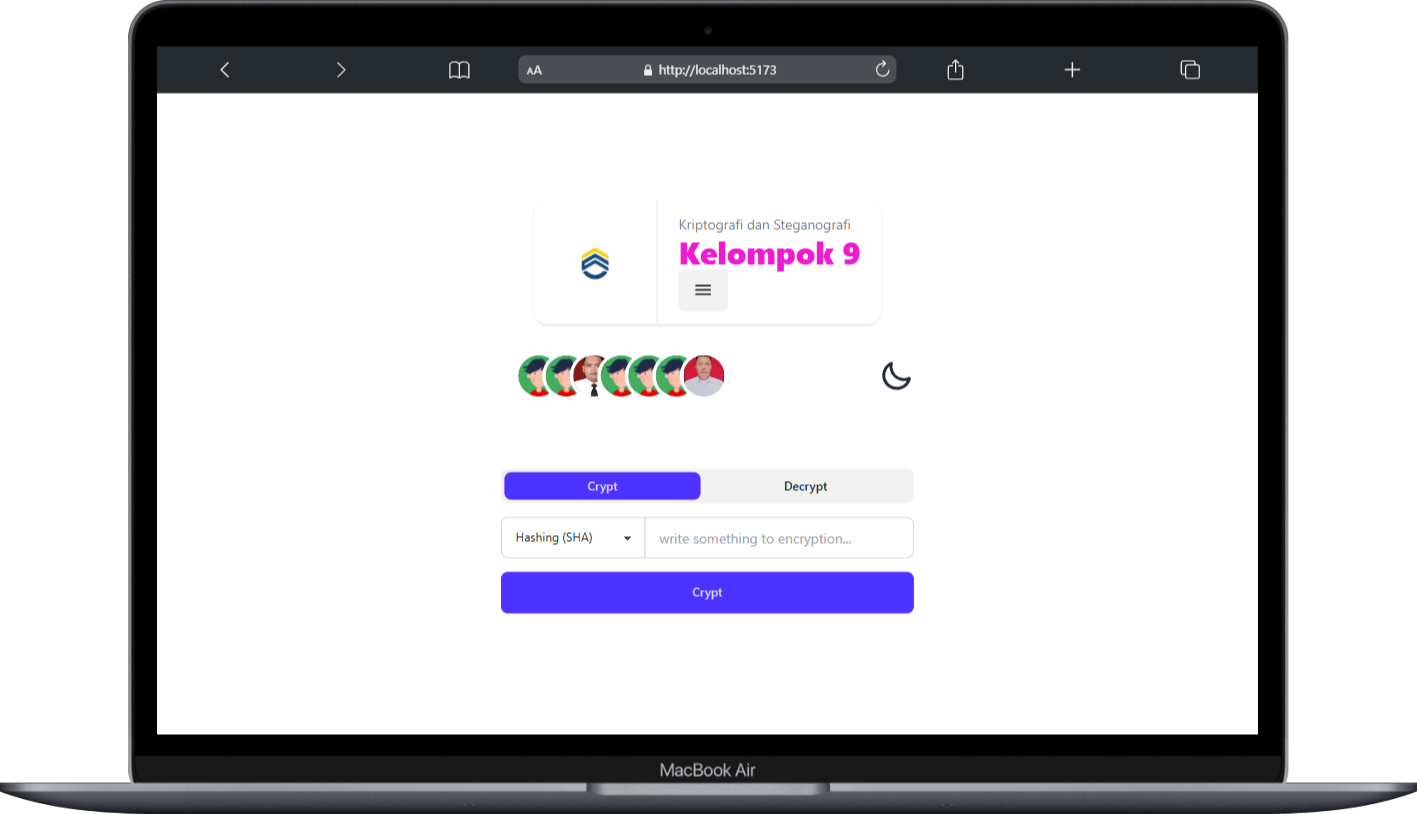 AA
http://localhost:5173
Kriptografi dan Steganografi
Kelompok 9
Crypt
Decrypt
Hashing (SHA)
write something to encryption...
Crypt
MacBook Air